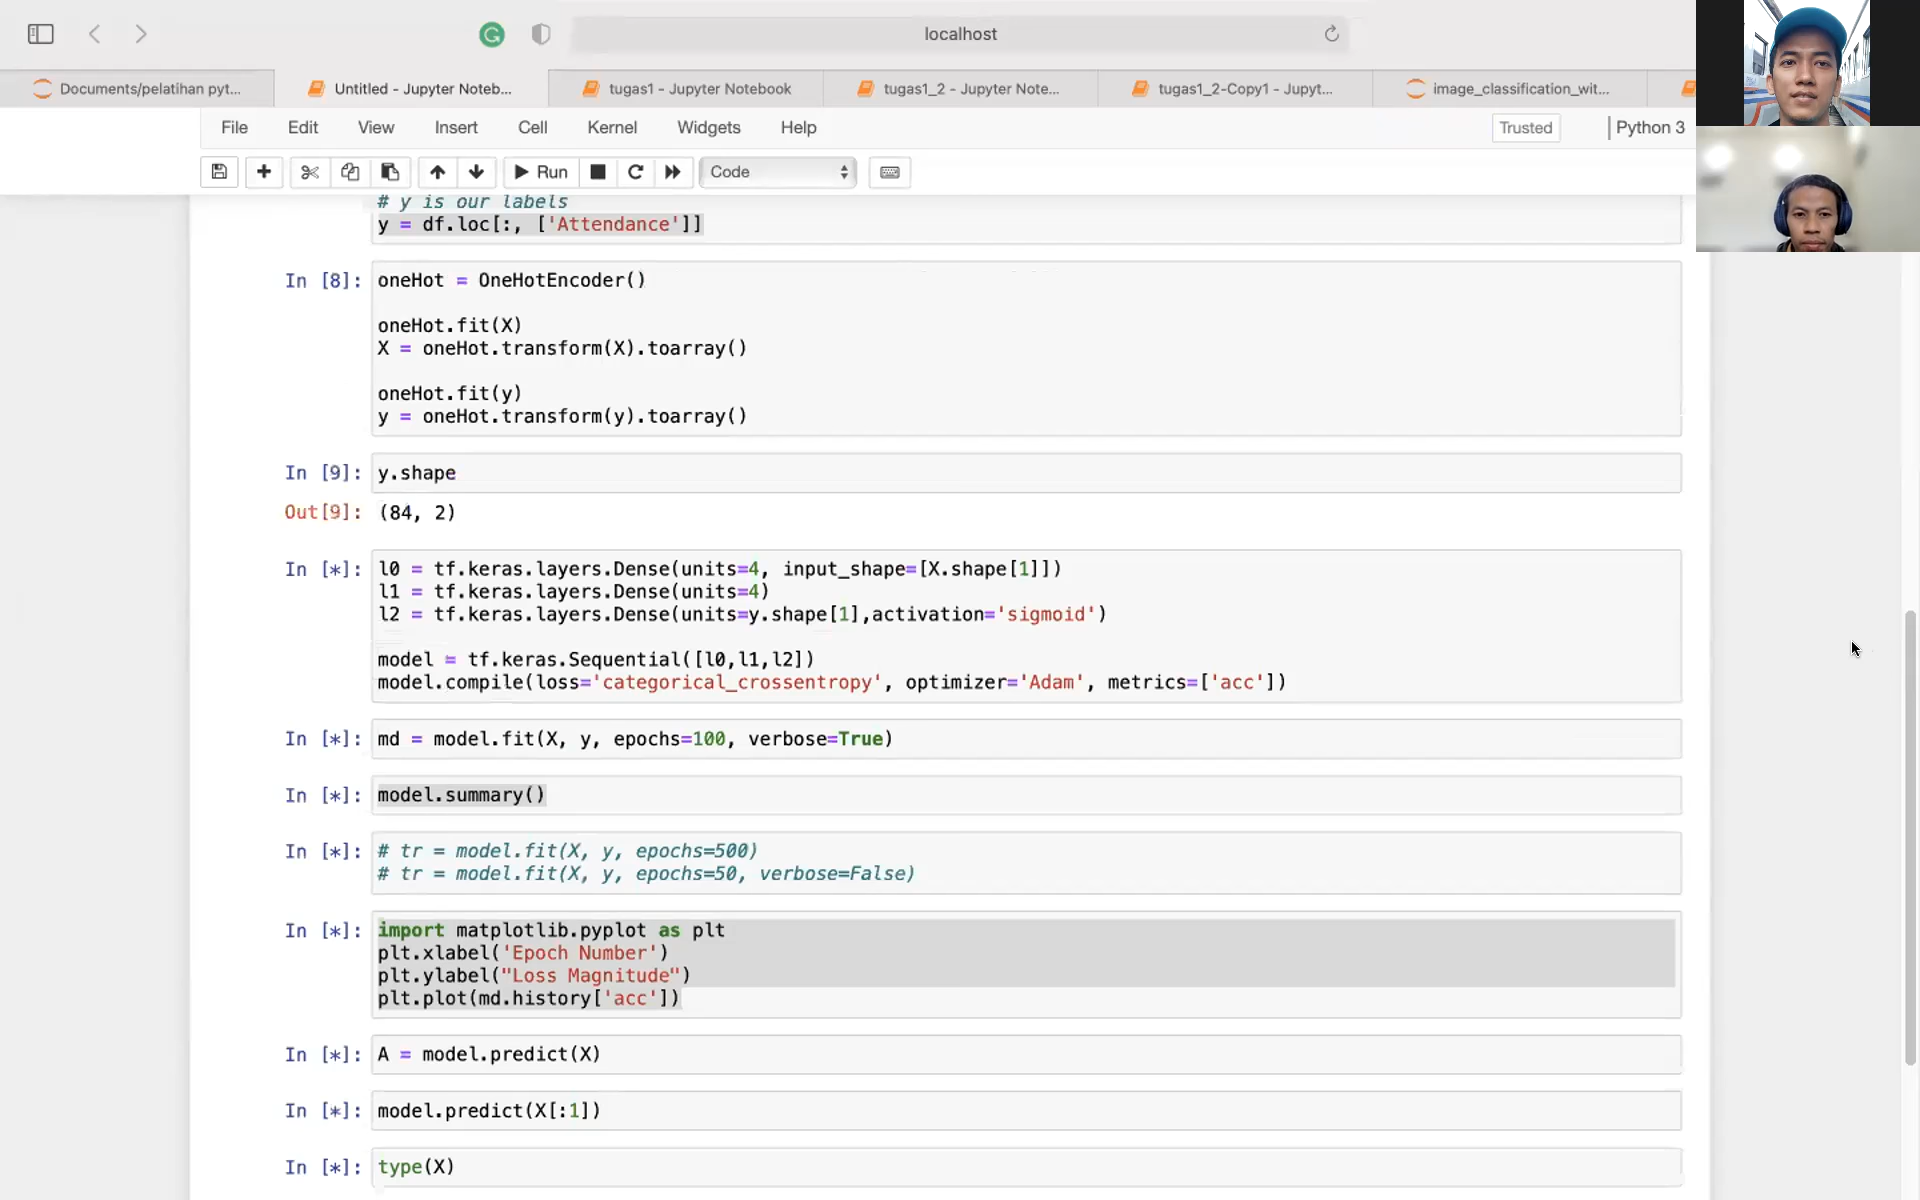 localhost
Documents/pelatihan pyt...
Untitled - Jupyter Noteb...
tugas1 - Jupyter Notebook
tugas1_2 - Jupyter Note...
tugas1_2-Copy1 - Jupyt...
image_classification_wit...
File Edit View Insert Cell Kernel Widgets Help Trusted Python 3
Run Code
# y is our labels
y = df.loc[:, ['Attendance']]
In [8]: oneHot = OneHotEncoder()
oneHot.fit(X)
X = oneHot.transform(X).toarray()
oneHot.fit(y)
y = oneHot.transform(y).toarray()
In [9]: y.shape
Out[9]: (84, 2)
In [*]: l0 = tf.keras.layers.Dense(units=4, input_shape=[X.shape[1]])
l1 = tf.keras.layers.Dense(units=4)
l2 = tf.keras.layers.Dense(units=y.shape[1],activation='sigmoid')
model = tf.keras.Sequential([l0,l1,l2])
model.compile(loss='categorical_crossentropy', optimizer='Adam', metrics=['acc'])
In [*]: md = model.fit(X, y, epochs=100, verbose=True)
In [*]: model.summary()
In [*]: # tr = model.fit(X, y, epochs=500)
# tr = model.fit(X, y, epochs=50, verbose=False)
In [*]: import matplotlib.pyplot as plt
plt.xlabel('Epoch Number')
plt.ylabel("Loss Magnitude")
plt.plot(md.history['acc'])
In [*]: A = model.predict(X)
In [*]: model.predict(X[:1])
In [*]: type(X)